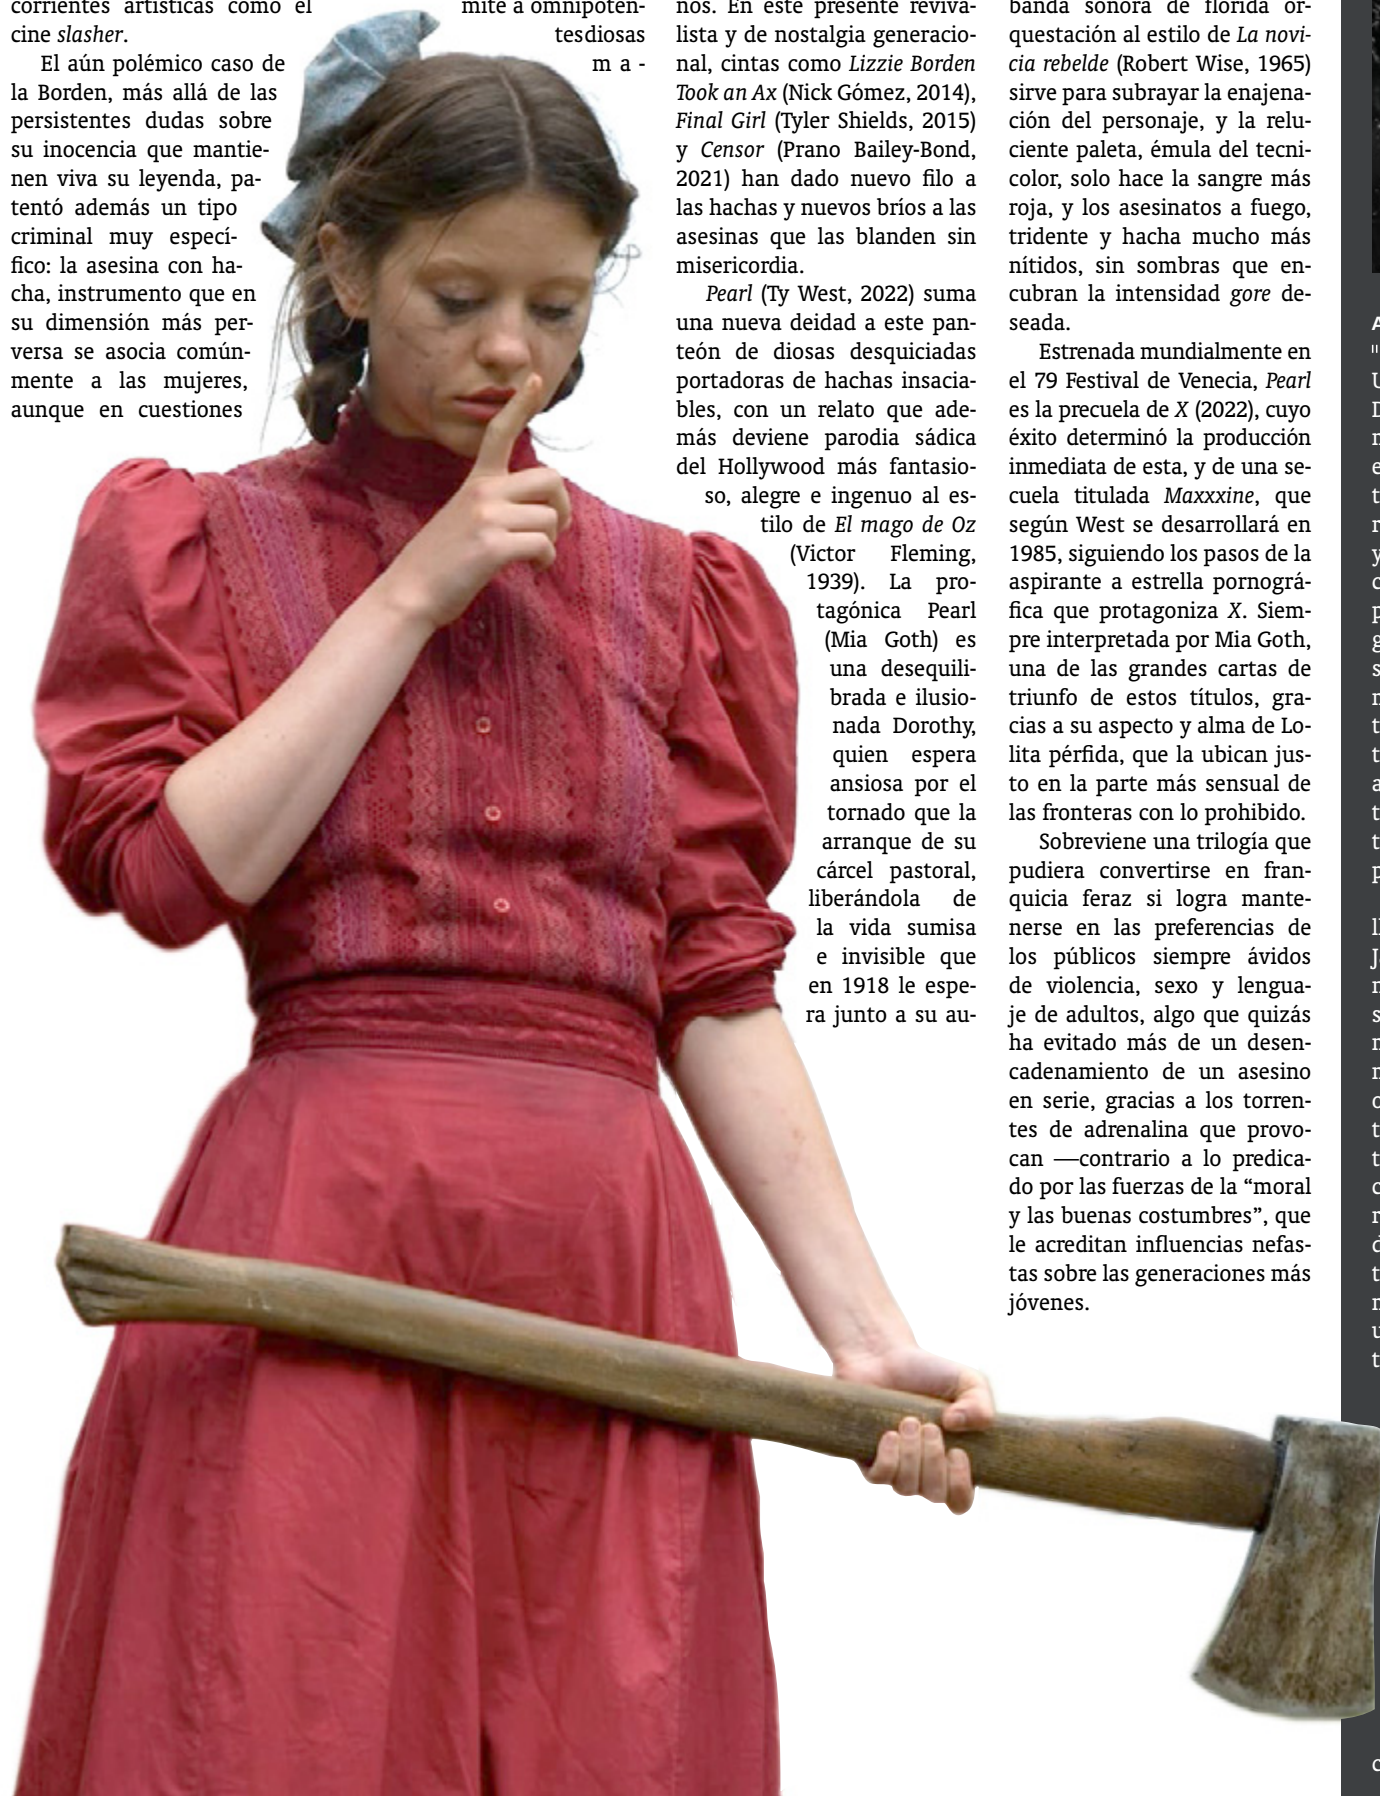 corrientes artísticas como el
cine slasher.
El aún polémico caso de
la Borden, más allá de las
persistentes dudas sobre
su inocencia que mantie-
nen viva su leyenda, pa-
tentó además un tipo
criminal muy especí-
fico: la asesina con ha-
cha, instrumento que en
su dimensión más per-
versa se asocia común-
mente a las mujeres,
aunque en cuestiones
mite a omnipoten-
tesdiosas
m a -
nos. En este presente reviva-
lista y de nostalgia generacio-
nal, cintas como Lizzie Borden
Took an Ax (Nick Gómez, 2014),
Final Girl (Tyler Shields, 2015)
y Censor (Prano Bailey-Bond,
2021) han dado nuevo filo a
las hachas y nuevos bríos a las
asesinas que las blanden sin
misericordia.
Pearl (Ty West, 2022) suma
una nueva deidad a este pan-
teón de diosas desquiciadas
portadoras de hachas insacia-
bles, con un relato que ade-
más deviene parodia sádica
del Hollywood más fantasio-
so, alegre e ingenuo al es-
tilo de El mago de Oz
(Victor Fleming,
1939). La pro-
tagónica Pearl
(Mia Goth) es
una desequili-
brada e ilusio-
nada Dorothy,
quien espera
ansiosa por el
tornado que la
arranque de su
cárcel pastoral,
liberándola de
la vida sumisa
e invisible que
en 1918 le espe-
ra junto a su au-
banda sonora de florida or-
questación al estilo de La novi-
cia rebelde (Robert Wise, 1965)
sirve para subrayar la enajena-
ción del personaje, y la relu-
ciente paleta, émula del tecni-
color, solo hace la sangre más
roja, y los asesinatos a fuego,
tridente y hacha mucho más
nítidos, sin sombras que en-
cubran la intensidad gore de-
seada.
Estrenada mundialmente en
el 79 Festival de Venecia, Pearl
es la precuela de X (2022), cuyo
éxito determinó la producción
inmediata de esta, y de una se-
cuela titulada Maxxxine, que
según West se desarrollará en
1985, siguiendo los pasos de la
aspirante a estrella pornográ-
fica que protagoniza X. Siem-
pre interpretada por Mia Goth,
una de las grandes cartas de
triunfo de estos títulos, gra-
cias a su aspecto y alma de Lo-
lita pérfida, que la ubican jus-
to en la parte más sensual de
las fronteras con lo prohibido.
Sobreviene una trilogía que
pudiera convertirse en fran-
quicia feraz si logra mante-
nerse en las preferencias de
los públicos siempre ávidos
de violencia, sexo y lengua-
je de adultos, algo que quizás
ha evitado más de un desen-
cadenamiento de un asesino
en serie, gracias a los torren-
tes de adrenalina que provo-
can —contrario a lo predica-
do por las fuerzas de la “moral
y las buenas costumbres”, que
le acreditan influencias nefas-
tas sobre las generaciones más
jóvenes.